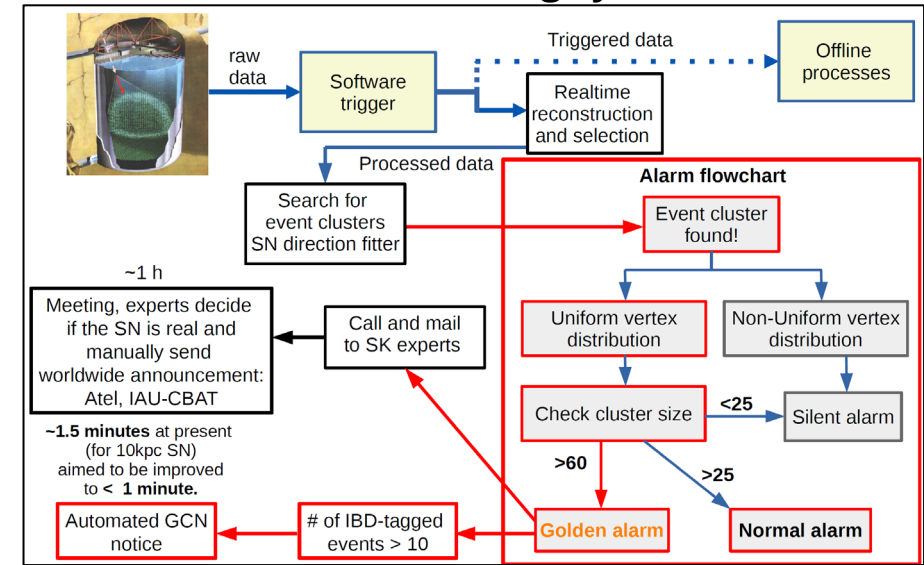 raw
data
Software
trigger
Triggered data
Offline
processes
Realtime
reconstruction
and selection
Processed data
Search for
event clusters
SN direction fitter
Alarm flowchart
Event cluster
found!
Uniform vertex
distribution
Non-Uniform vertex
distribution
Check cluster size
<25
Silent alarm
>60
>25
Golden alarm
Normal alarm
~1 h
Meeting, experts decide
if the SN is real and
manually send
worldwide announcement:
Atel, IAU-CBAT
Call and mail
to SK experts
~1.5 minutes at present
(for 10kpc SN)
aimed to be improved
to < 1 minute.
Automated GCN
notice
# of IBD-tagged
events > 10